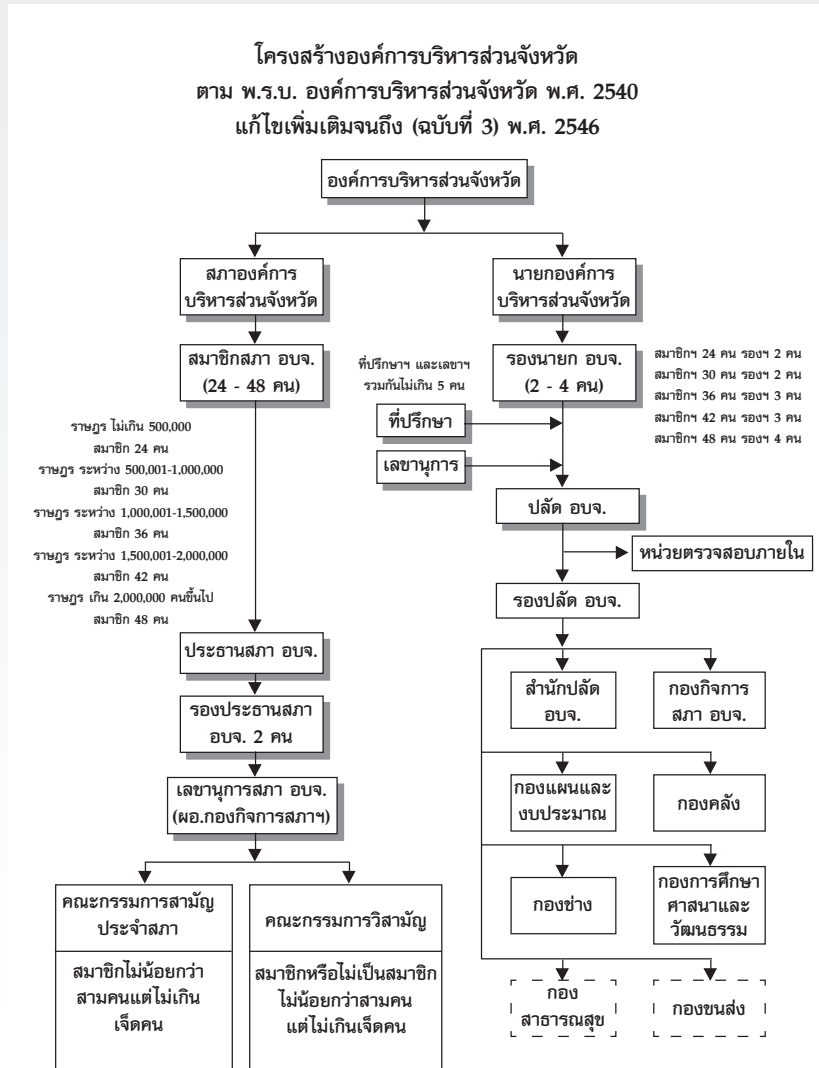 โครงสร้างองค์การบริหารส่วนจังหวัด
ตาม พ.ร.บ. องค์การบริหารส่วนจังหวัด พ.ศ. 2540
แก้ไขเพิ่มเติมจนถึง (ฉบับที่ 3) พ.ศ. 2546
องค์การบริหารส่วนจังหวัด
สภาองค์การ
บริหารส่วนจังหวัด
สมาชิกสภา อบจ.
(24 - 48 คน)
ราษฎร ไม่เกิน 500,000
สมาชิก 24 คน
ราษฎร ระหว่าง 500,001-1,000,000
สมาชิก 30 คน
ราษฎร ระหว่าง 1,000,001-1,500,000
สมาชิก 36 คน
ราษฎร ระหว่าง 1,500,001-2,000,000
สมาชิก 42 คน
ราษฎร เกิน 2,000,000 คนขึ้นไป
สมาชิก 48 คน
ประธานสภา อบจ.
รองประธานสภา
อบจ. 2 คน
เลขานุการสภา อบจ.
(ผอ.กองกิจการสภาฯ)
คณะกรรมการสามัญ
ประจำสภา
สมาชิกไม่น้อยกว่า
สามคนแต่ไม่เกิน
เจ็ดคน
คณะกรรมการวิสามัญ
สมาชิกหรือไม่เป็นสมาชิก
ไม่น้อยกว่าสามคน
แต่ไม่เกินเจ็ดคน
นายกองค์การ
บริหารส่วนจังหวัด
รองนายก อบจ.
(2 - 4 คน)
สมาชิกฯ 24 คน รองฯ 2 คน
สมาชิกฯ 30 คน รองฯ 2 คน
สมาชิกฯ 36 คน รองฯ 3 คน
สมาชิกฯ 42 คน รองฯ 3 คน
สมาชิกฯ 48 คน รองฯ 4 คน
ที่ปรึกษาฯ และเลขาฯ
รวมกันไม่เกิน 5 คน
ที่ปรึกษา
เลขานุการ
ปลัด อบจ.
หน่วยตรวจสอบภายใน
รองปลัด อบจ.
สำนักปลัด
อบจ.
กองกิจการ
สภา อบจ.
กองแผนและ
งบประมาณ
กองคลัง
กองช่าง
กองการศึกษา
ศาสนาและ
วัฒนธรรม
กอง
สาธารณสุข
กองขนส่ง